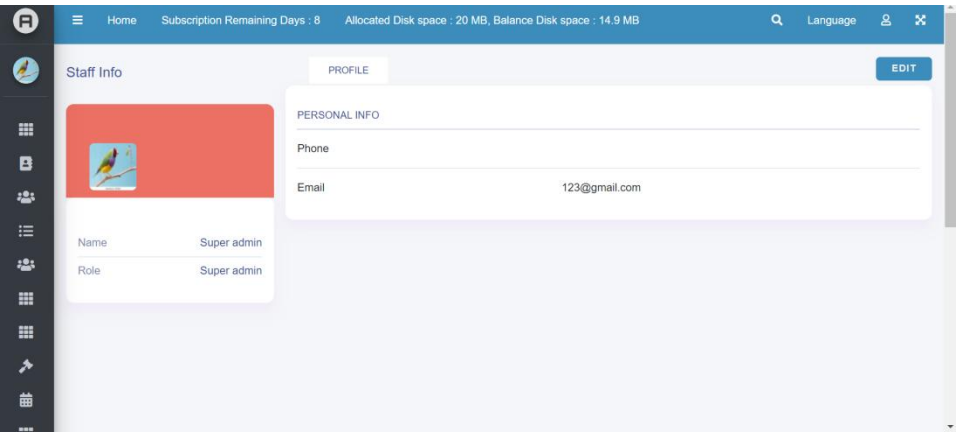 A
Home Subscription Remaining Days : 8 Allocated Disk space : 20 MB, Balance Disk space : 14.9 MB Language
Staff Info
PROFILE
EDIT
PERSONAL INFO
Phone
Email 123@gmail.com
Name Super admin
Role Super admin